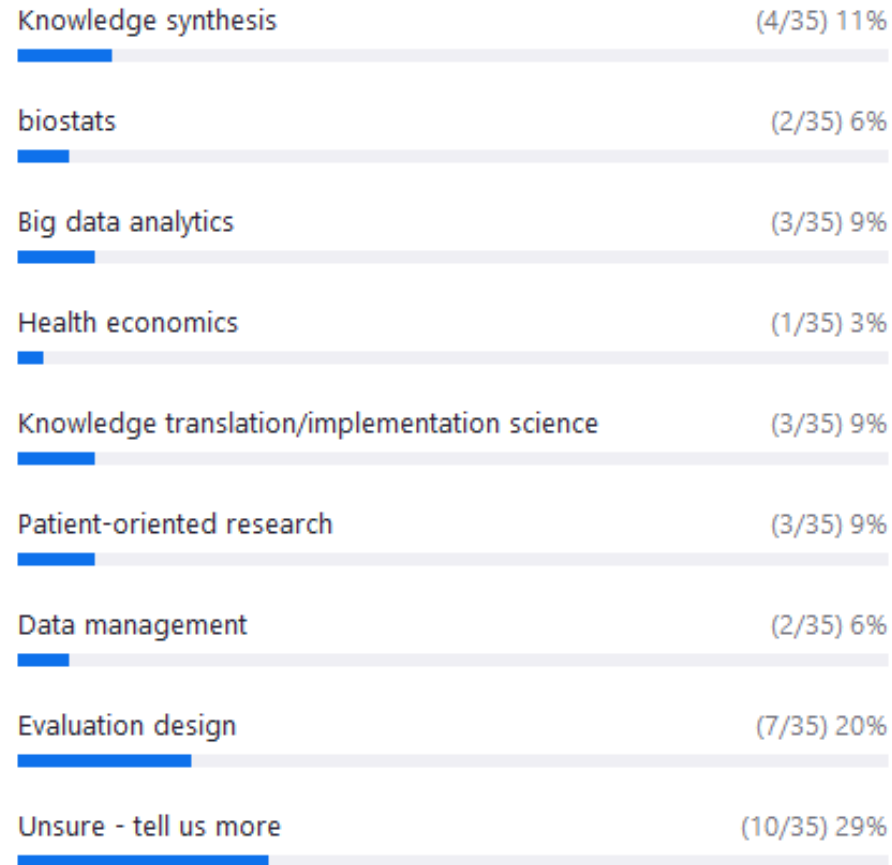 Knowledge synthesis (4/35) 11%
biostats (2/35) 6%
Big data analytics (3/35) 9%
Health economics (1/35) 3%
Knowledge translation/implementation science (3/35) 9%
Patient-oriented research (3/35) 9%
Data management (2/35) 6%
Evaluation design (7/35) 20%
Unsure - tell us more (10/35) 29%